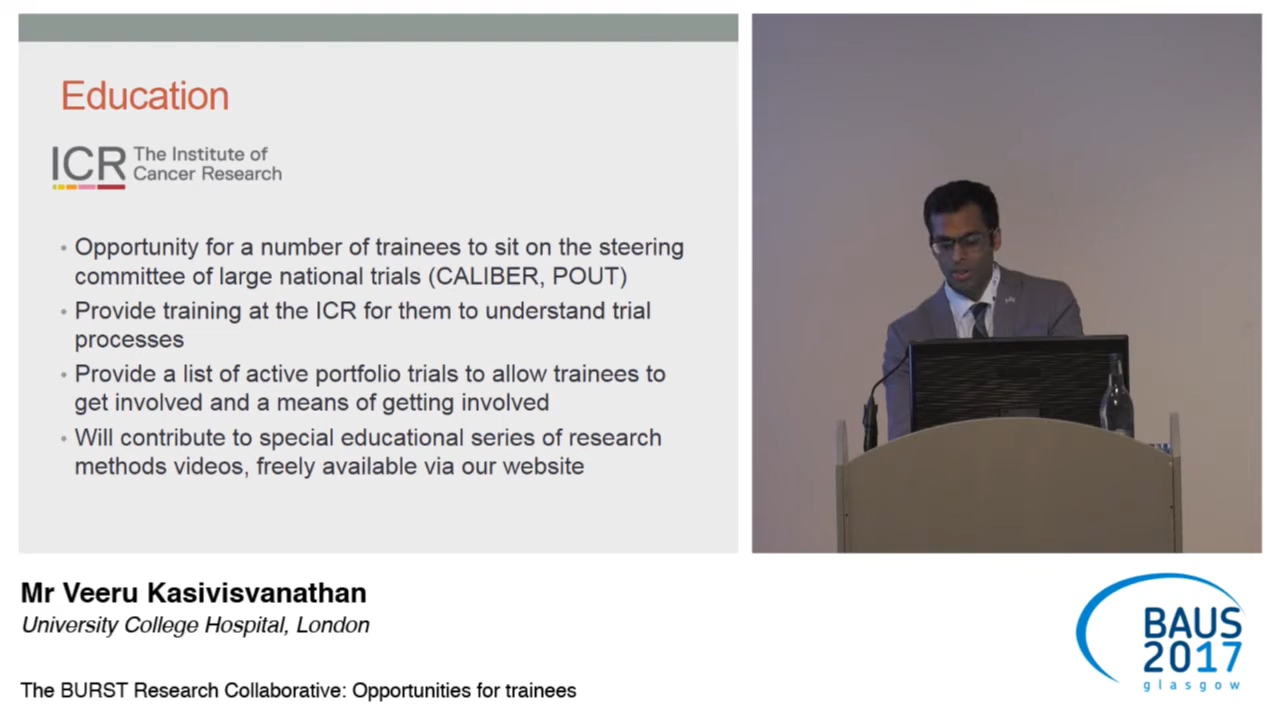 Education
ICR The Institute of
Cancer Research
• Opportunity for a number of trainees to sit on the steering
committee of large national trials (CALIBER, POUT)
• Provide training at the ICR for them to understand trial
processes
• Provide a list of active portfolio trials to allow trainees to
get involved and a means of getting involved
• Will contribute to special educational series of research
methods videos, freely available via our website
Mr Veeru Kasivisvanathan
University College Hospital, London
The BURST Research Collaborative: Opportunities for trainees
BAUS
2017
glasgow